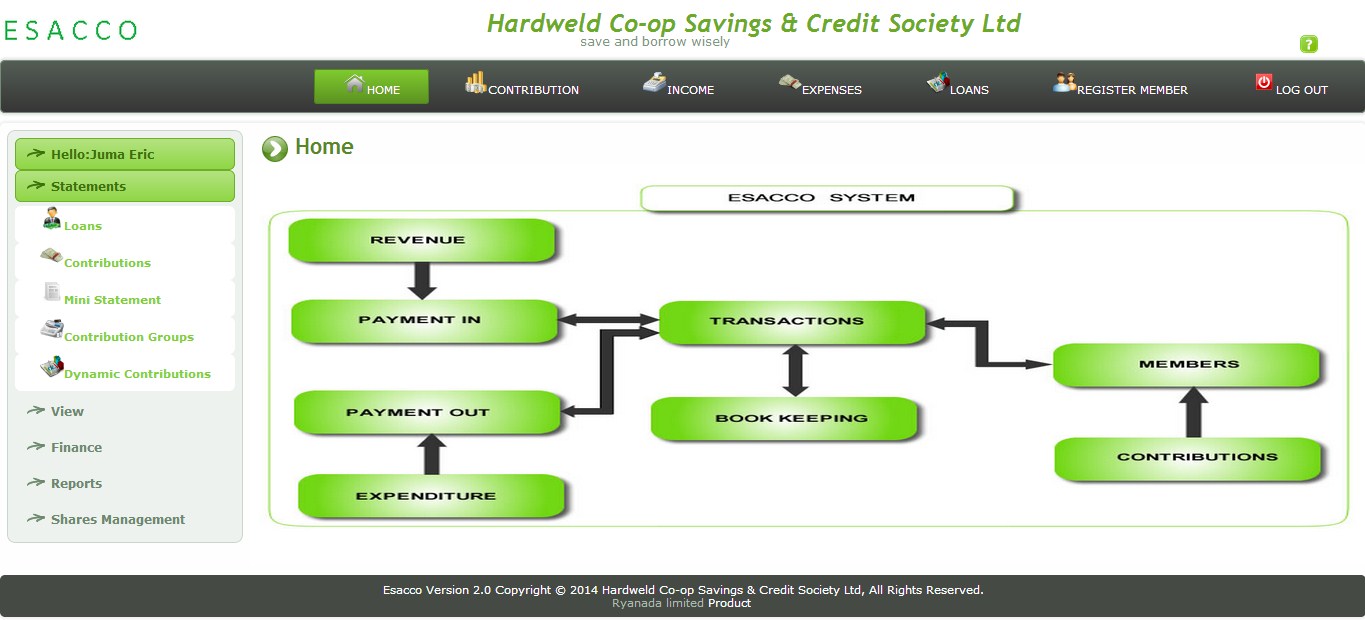 ESACCO
Hardweld Co-op Savings & Credit Society Ltd
save and borrow wisely
?
HOME
CONTRIBUTION
INCOME
EXPENSES
LOANS
REGISTER MEMBER
LOG OUT
Hello:Juma Eric
Statements
Loans
Contributions
Mini Statement
Contribution Groups
Dynamic Contributions
View
Finance
Reports
Shares Management
Home
ESACCO SYSTEM
REVENUE
PAYMENT IN
TRANSACTIONS
MEMBERS
PAYMENT OUT
BOOK KEEPING
CONTRIBUTIONS
EXPENDITURE
Esacco Version 2.0 Copyright © 2014 Hardweld Co-op Savings & Credit Society Ltd, All Rights Reserved.
Ryanada limited Product